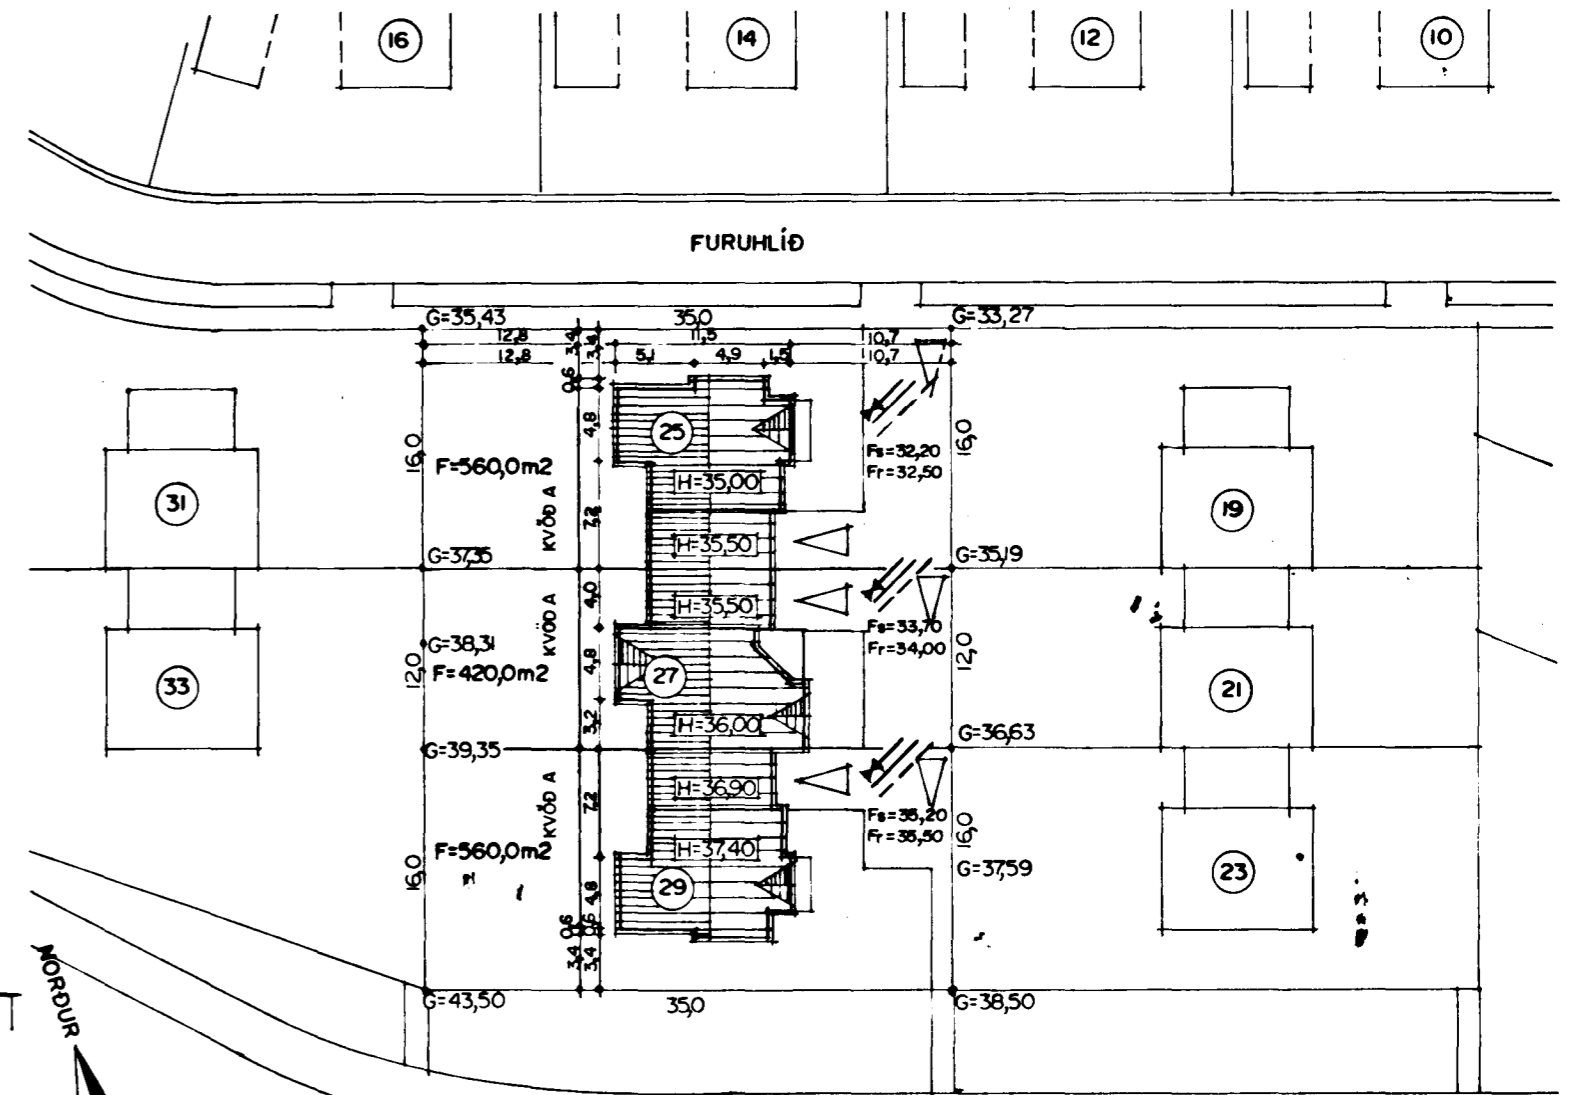 16
14
12
10
FURUHLÍÐ
G=35,43
35,0
G=33,27
12,8
3,4
3,4
11,5
10,7
12,8
5,1
4,9
1,5
10,7
0,6
4,8
25
16,0
16,0
F=560,0m2
Fs=32,20
Fr=32,50
H=35,00
31
19
KVÖÐ A
7,2
H=35,50
G=37,35
G=35,19
4,0
H=35,50
KVÖÐ A
Fs=33,70
Fr=34,00
G=38,31
12,0
12,0
F=420,0m2
4,8
27
33
21
3,2
H=36,00
G=36,63
G=39,35
KVÖÐ A
7,2
H=36,90
Fs=35,20
Fr=35,50
16,0
F=560,0m2
H=37,40
16,0
G=37,59
29
23
4,8
0,6
0,6
3,4
3,4
G=43,50
35,0
G=38,50
NORÐUR